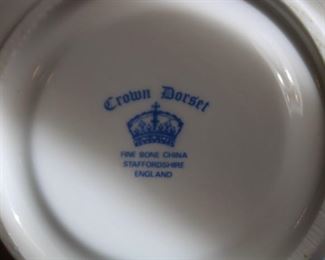 Crown Dorset
FINE BONE CHINA
STAFFORDSHIRE
ENGLAND